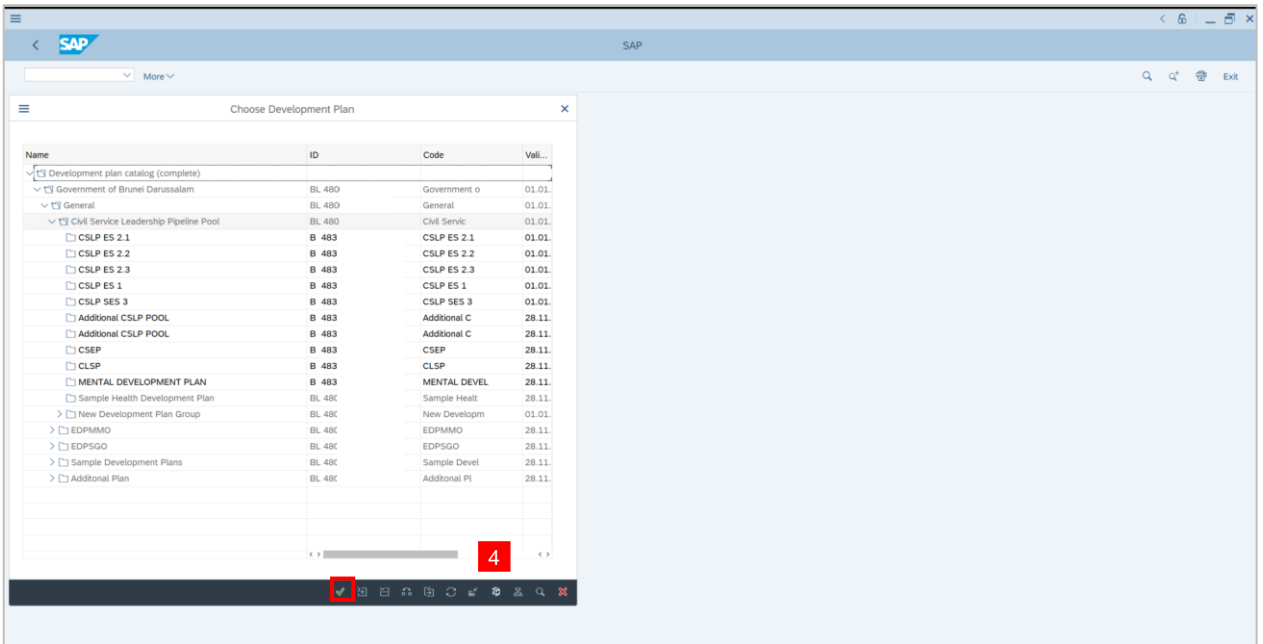 SAP
SAP
More
Exit
Choose Development Plan
Name ID Code Vali...
Development plan catalog (complete)
Government of Brunei Darussalam BL 480 Government o 01.01.
General BL 480 General 01.01.
Civil Service Leadership Pipeline Pool BL 480 Civil Servic 01.01.
CSLP ES 2.1 B 483 CSLP ES 2.1 01.01.
CSLP ES 2.2 B 483 CSLP ES 2.2 01.01.
CSLP ES 2.3 B 483 CSLP ES 2.3 01.01.
CSLP ES 1 B 483 CSLP ES 1 01.01.
CSLP SES 3 B 483 CSLP SES 3 01.01.
Additional CSLP POOL B 483 Additional C 28.11.
Additional CSLP POOL B 483 Additional C 28.11.
CSEP B 483 CSEP 28.11.
CLSP B 483 CLSP 28.11.
MENTAL DEVELOPMENT PLAN B 483 MENTAL DEVEL 28.11.
Sample Health Development Plan BL 480 Sample Healt 28.11.
New Development Plan Group BL 480 New Developm 01.01.
EDPMMO BL 480 EDPMMO 28.11.
EDPSGO BL 480 EDPSGO 28.11.
Sample Development Plans BL 480 Sample Devel 28.11.
Additonal Plan BL 480 Additonal Pl 28.11.
4